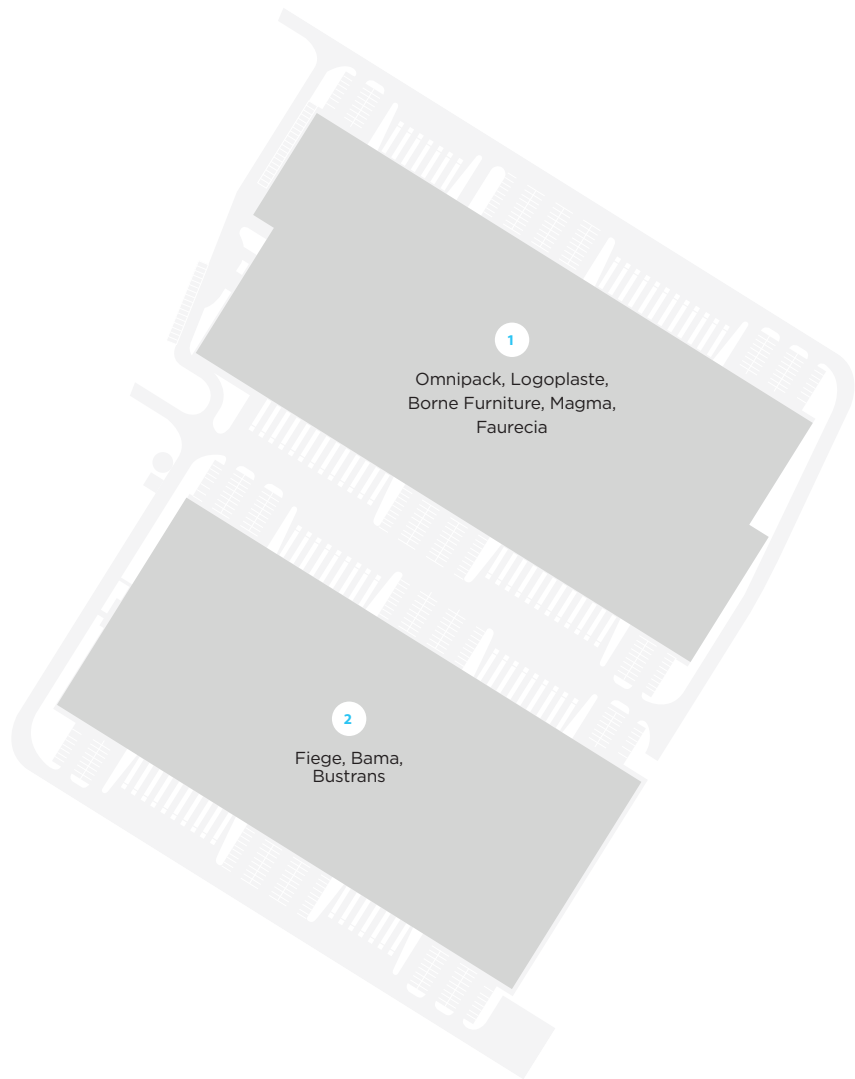 1
Omnipack, Logoplaste,
Borne Furniture, Magma,
Faurecia
2
Fiege, Bama,
Bustrans